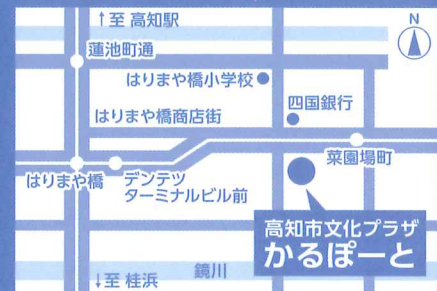 ↑至 高知駅
N
蓮池町通
はりまや橋小学校
四国銀行
はりまや橋商店街
菜園場町
はりまや橋
デンテツ
ターミナルビル前
高知市文化プラザ
かるぽーと
鏡川
↓至 桂浜